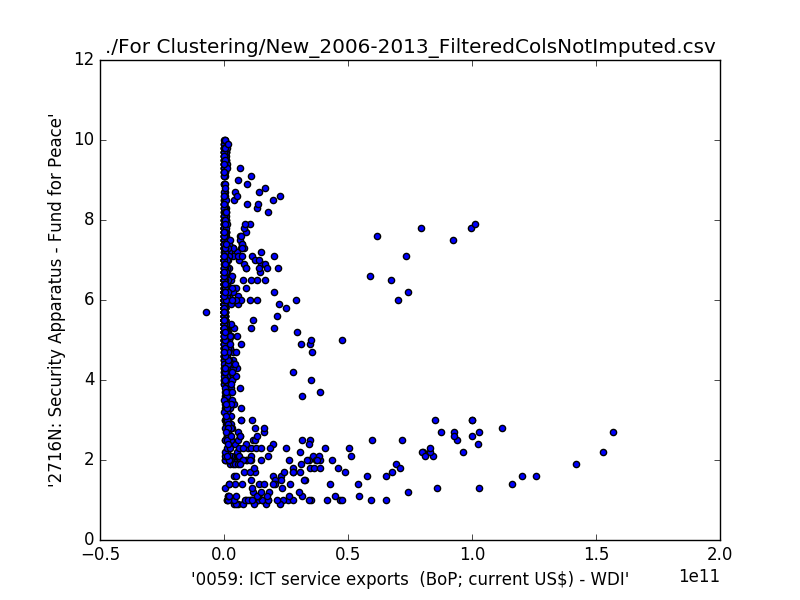 ./For Clustering/New_2006-2013_FilteredColsNotImputed.csv
12
10
8
6
4
2
0
'2716N: Security Apparatus - Fund for Peace'
−0.5 0.0 0.5 1.0 1.5 2.0
1e11
'0059: ICT service exports  (BoP; current US$) - WDI'